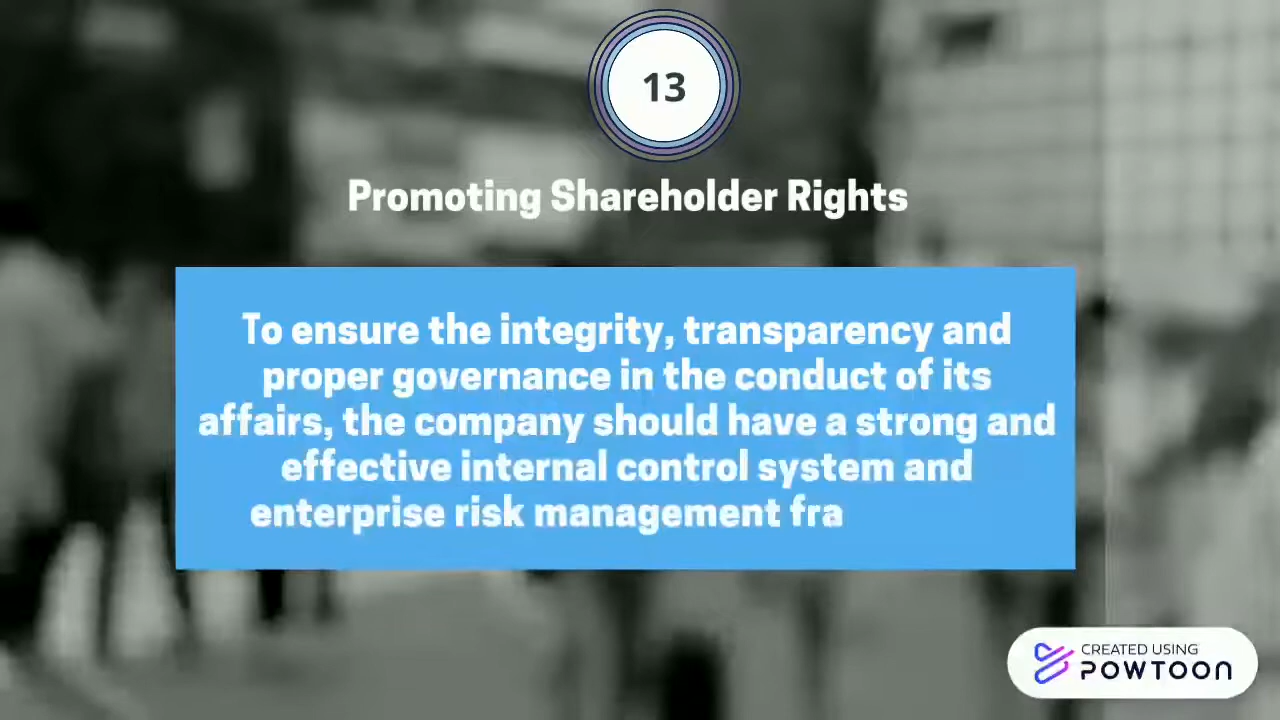 13
Promoting Shareholder Rights
To ensure the integrity, transparency and
proper governance in the conduct of its
affairs, the company should have a strong and
effective internal control system and
enterprise risk management fra
CREATED USING
POWTOON